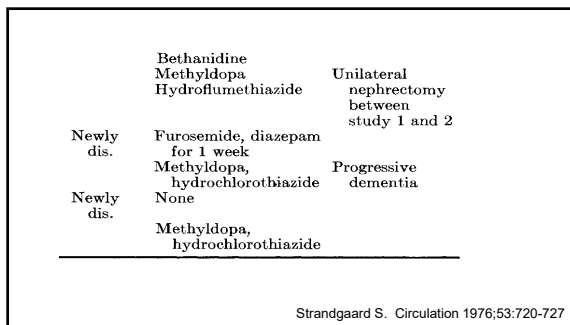 Bethanidine
Methyldopa Unilateral
Hydroflumethiazide nephrectomy
between
study 1 and 2
Newly Furosemide, diazepam
dis. for 1 week
Methyldopa, Progressive
hydrochlorothiazide dementia
Newly None
dis.
Methyldopa,
hydrochlorothiazide
Strandgaard S. Circulation 1976;53:720-727